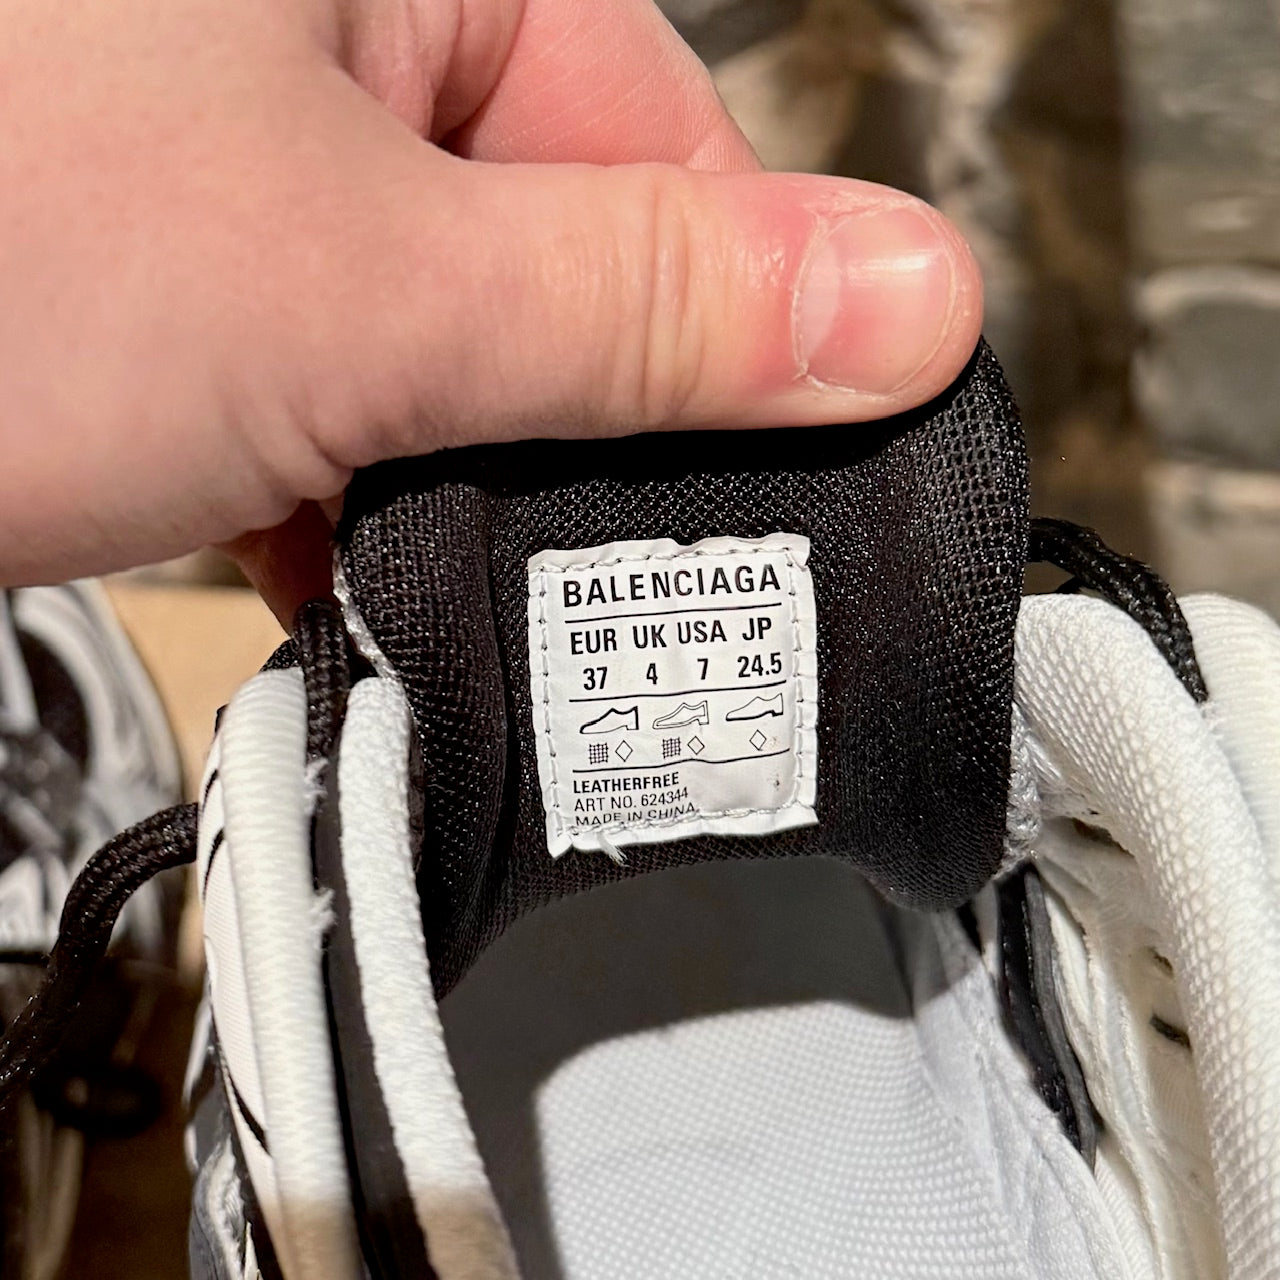 BALENCIAGA
EUR UK USA JP
37 4 7 24.5
LEATHERFREE
ART NO. 624344
MADE IN CHINA